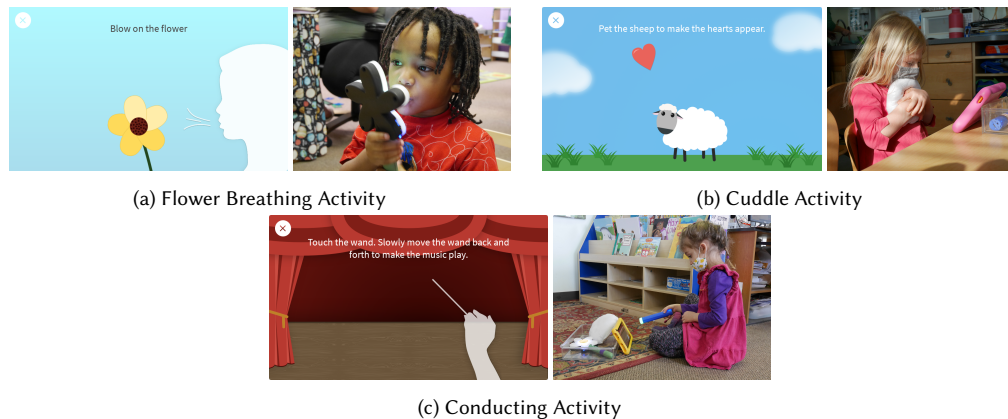 Blow on the flower
Pet the sheep to make the hearts appear.
(a) Flower Breathing Activity
(b) Cuddle Activity
Touch the wand. Slowly move the wand back and
forth to make the music play.
(c) Conducting Activity